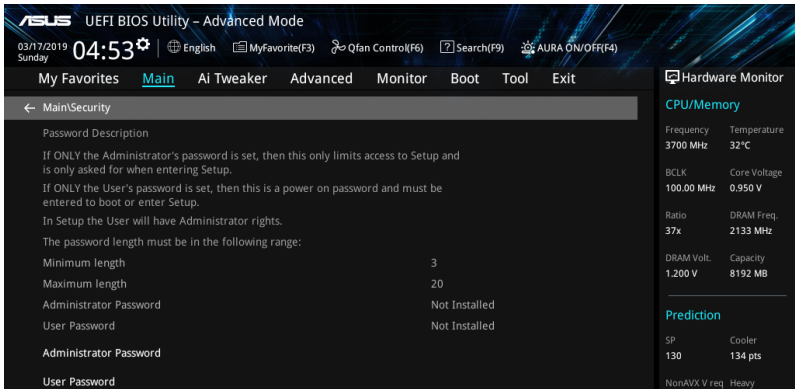 ASUS UEFI BIOS Utility – Advanced Mode
03/17/2019 Sunday 04:53 English MyFavorite(F3) Qfan Control(F6) ? Search(F9) AURA ON/OFF(F4)
My Favorites Main Ai Tweaker Advanced Monitor Boot Tool Exit
← Main\Security
Password Description
If ONLY the Administrator's password is set, then this only limits access to Setup and
is only asked for when entering Setup.
If ONLY the User's password is set, then this is a power on password and must be
entered to boot or enter Setup.
In Setup the User will have Administrator rights.
The password length must be in the following range:
Minimum length 3
Maximum length 20
Administrator Password Not Installed
User Password Not Installed
Administrator Password
User Password
Hardware Monitor
CPU/Memory
Frequency Temperature
3700 MHz 32°C
BCLK Core Voltage
100.00 MHz 0.950 V
Ratio DRAM Freq.
37x 2133 MHz
DRAM Volt. Capacity
1.200 V 8192 MB
Prediction
SP Cooler
130 134 pts
NonAVX V req Heavy